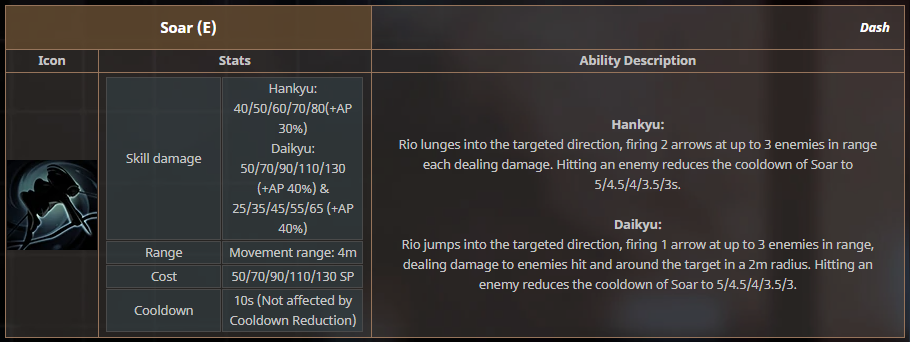 Soar (E)
Dash
Icon
Stats
Ability Description
Skill damage
Hankyu:
40/50/60/70/80(+AP
30%)
Daikyu:
50/70/90/110/130
(+AP 40%) &
25/35/45/55/65 (+AP
40%)
Range
Movement range: 4m
Cost
50/70/90/110/130 SP
Cooldown
10s (Not affected by
Cooldown Reduction)
Hankyu:
Rio lunges into the targeted direction, firing 2 arrows at up to 3 enemies in range
each dealing damage. Hitting an enemy reduces the cooldown of Soar to
5/4.5/4/3.5/3s.
Daikyu:
Rio jumps into the targeted direction, firing 1 arrow at up to 3 enemies in range,
dealing damage to enemies hit and around the target in a 2m radius. Hitting an
enemy reduces the cooldown of Soar to 5/4.5/4/3.5/3.